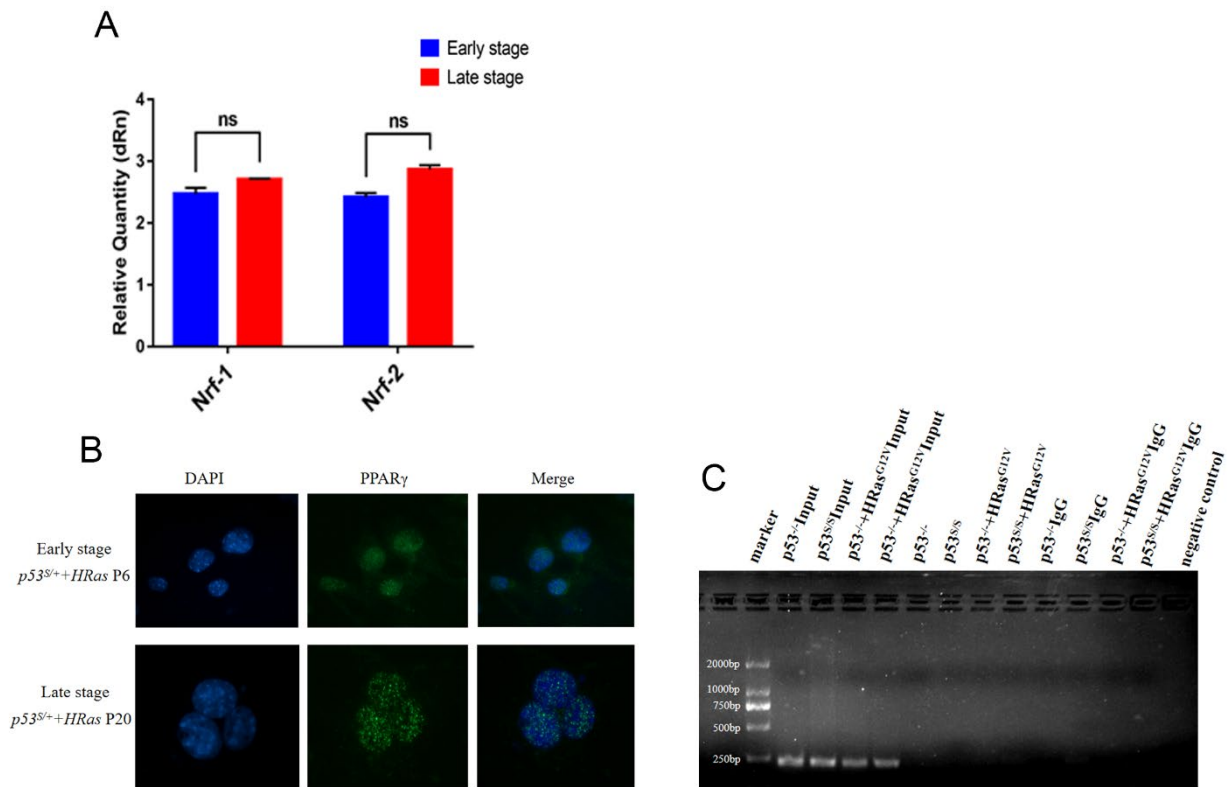 A
Early stage
Late stage
Relative Quantity (dRn)
4
3
2
1
0
ns
ns
Nrf-1
Nrf-2
B
DAPI
PPARγ
Merge
Early stage
p53S/++HRas P6
Late stage
p53S/++HRas P20
C
marker
p53-/-Input
p53S/SInput
p53-/-+HRasG12VInput
p53-/-+HRasG12VInput
p53-/-
p53S/S
p53-/-+HRasG12V
p53S/S+HRasG12V
p53-/-IgG
p53S/SIgG
p53-/-+HRasG12VIgG
p53S/S+HRasG12VIgG
negative control
2000bp
1000bp
750bp
500bp
250bp